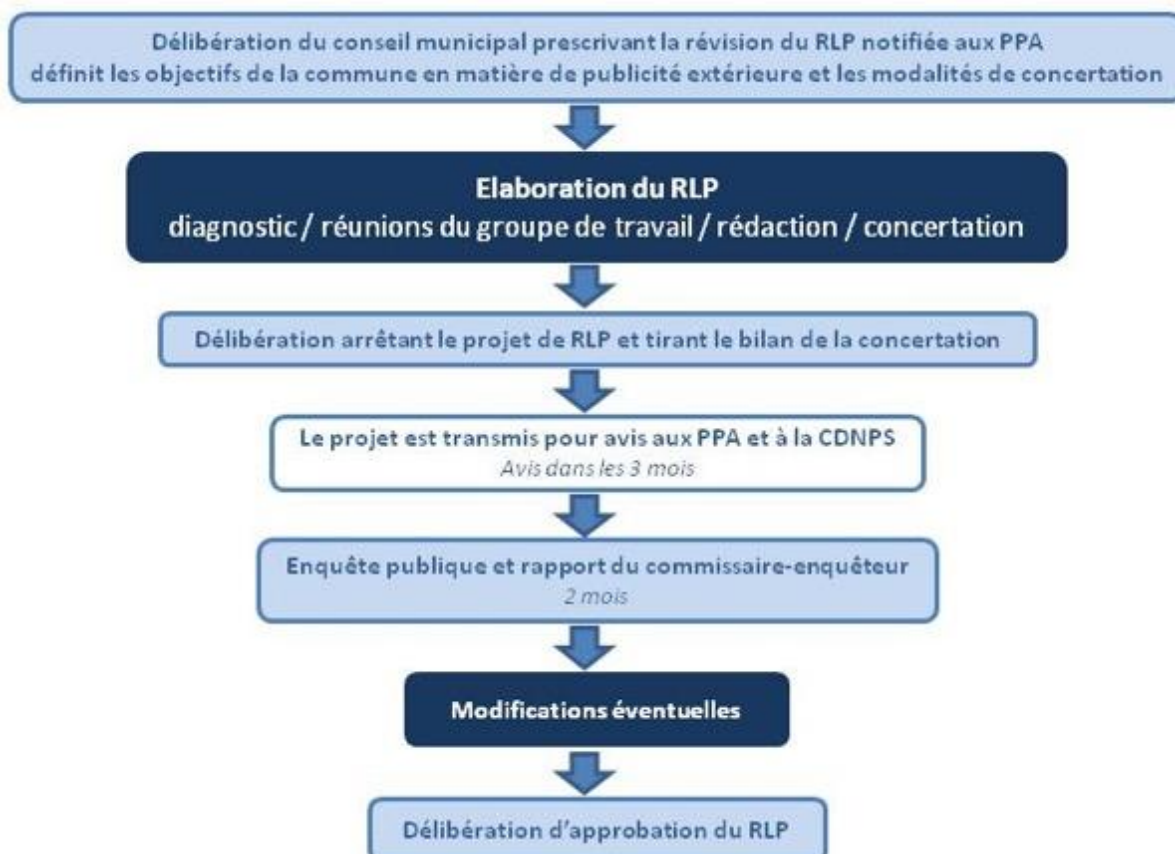 Délibération du conseil municipal prescrivant la révision du RLP notifiée aux PPA
définit les objectifs de la commune en matière de publicité extérieure et les modalités de concertation
Elaboration du RLP
diagnostic / réunions du groupe de travail / rédaction / concertation
Délibération arrêtant le projet de RLP et tirant le bilan de la concertation
Le projet est transmis pour avis aux PPA et à la CDNPS
Avis dans les 3 mois
Enquête publique et rapport du commissaire-enquêteur
2 mois
Modifications éventuelles
Délibération d'approbation du RLP